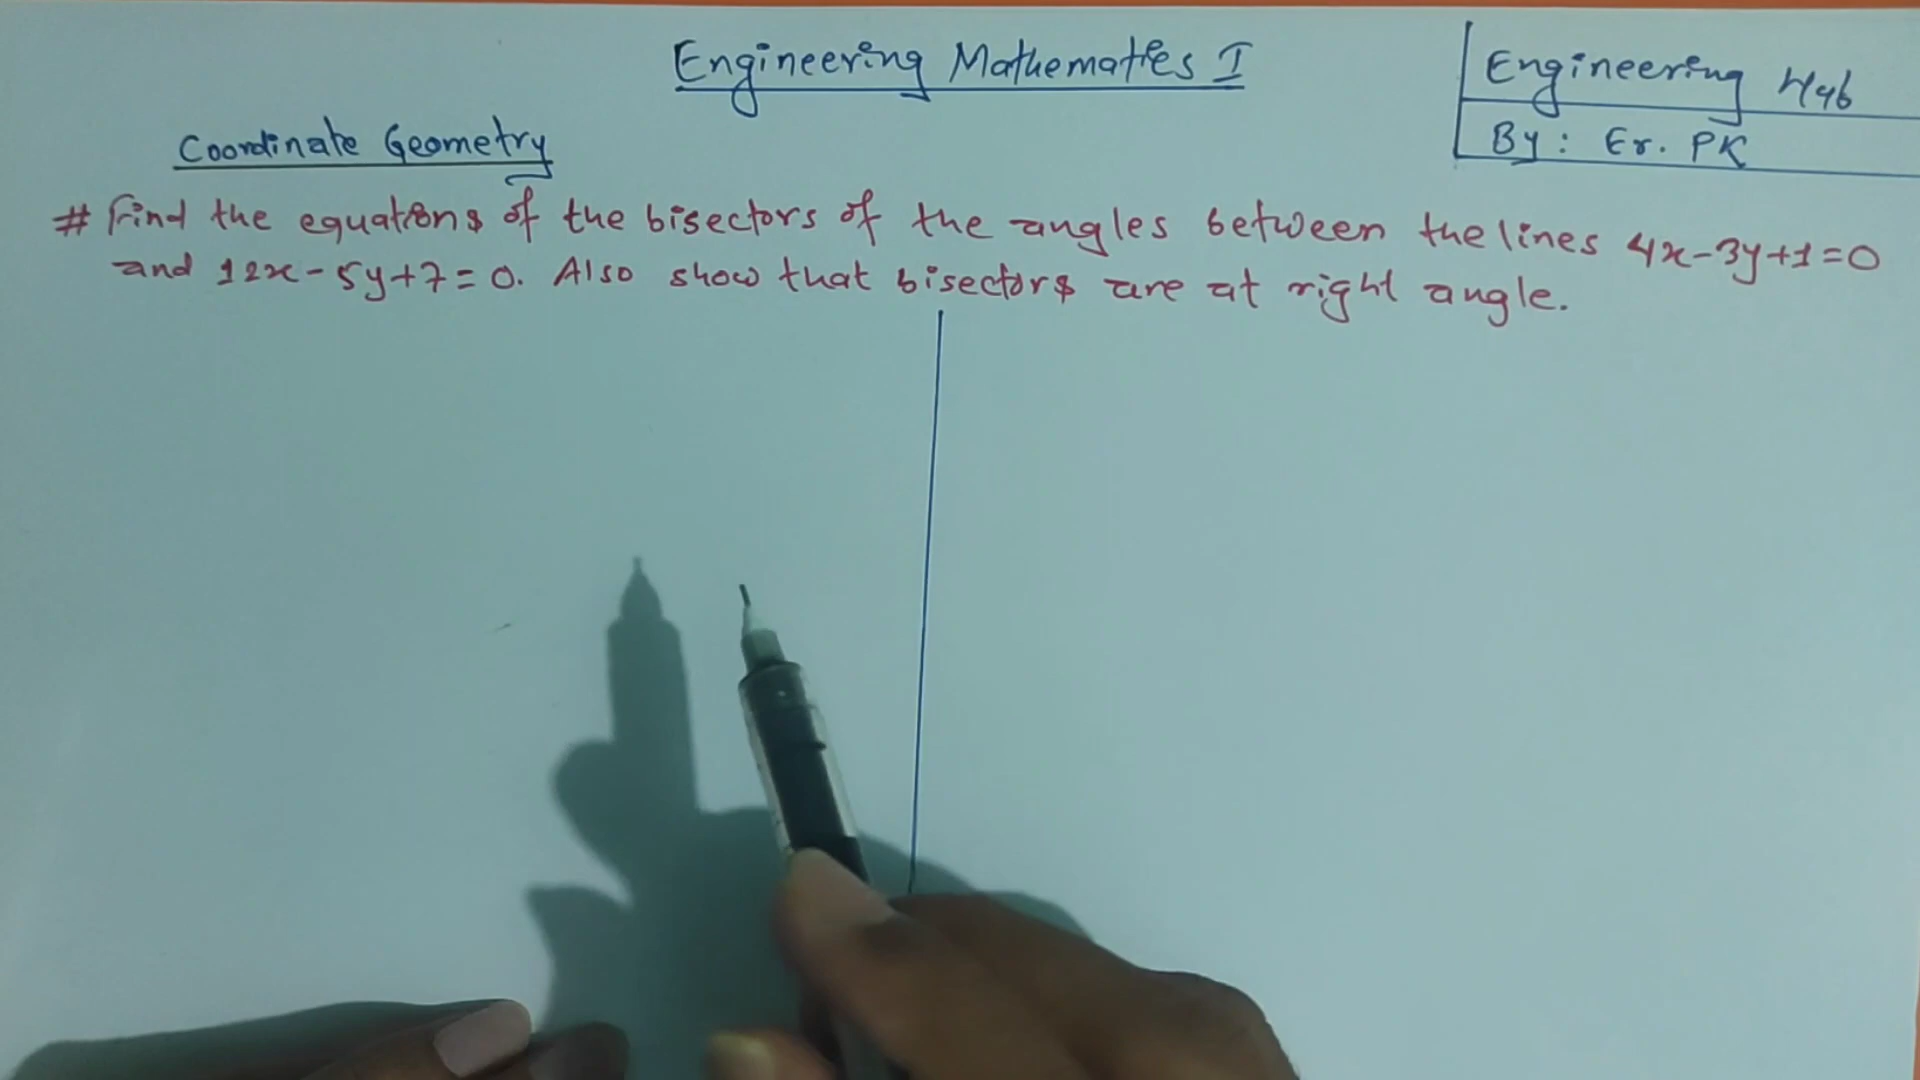 Engineering Mathematics I
Engineering Hub
By: Er. PK
Coordinate Geometry
# Find the equations of the bisectors of the angles between the lines 4x-3y+1=0
and 12x-5y+7=0. Also show that bisectors are at right angle.